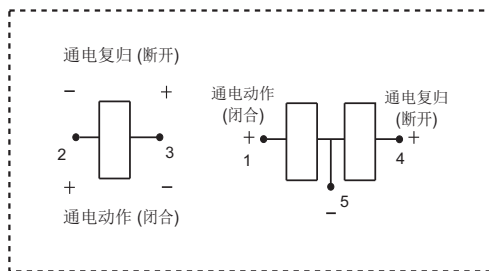 通电复归 (断开)
− +
2 3
+ −
通电动作 (闭合)
通电动作
(闭合)
+
1
通电复归
(断开)
+
4
5
−